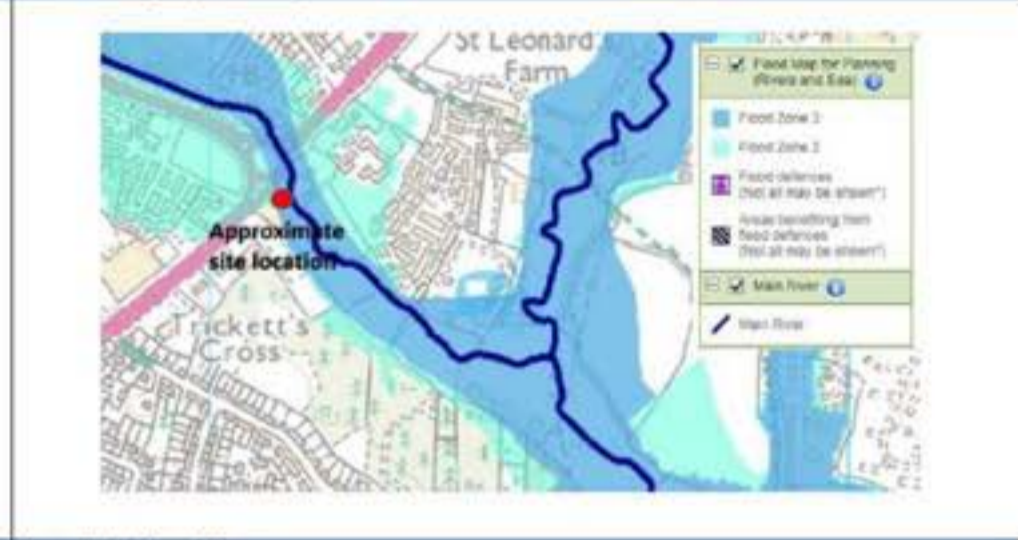 St Leonard's
Farm
Approximate
site location
Trickett's
Cross
Flood Map for Planning
(Rivers and Sea)
Flood Zone 3
Flood Zone 2
Flood defences
(Not all may be shown*)
Areas benefiting from
flood defences
(Not all may be shown*)
Main River
Main River